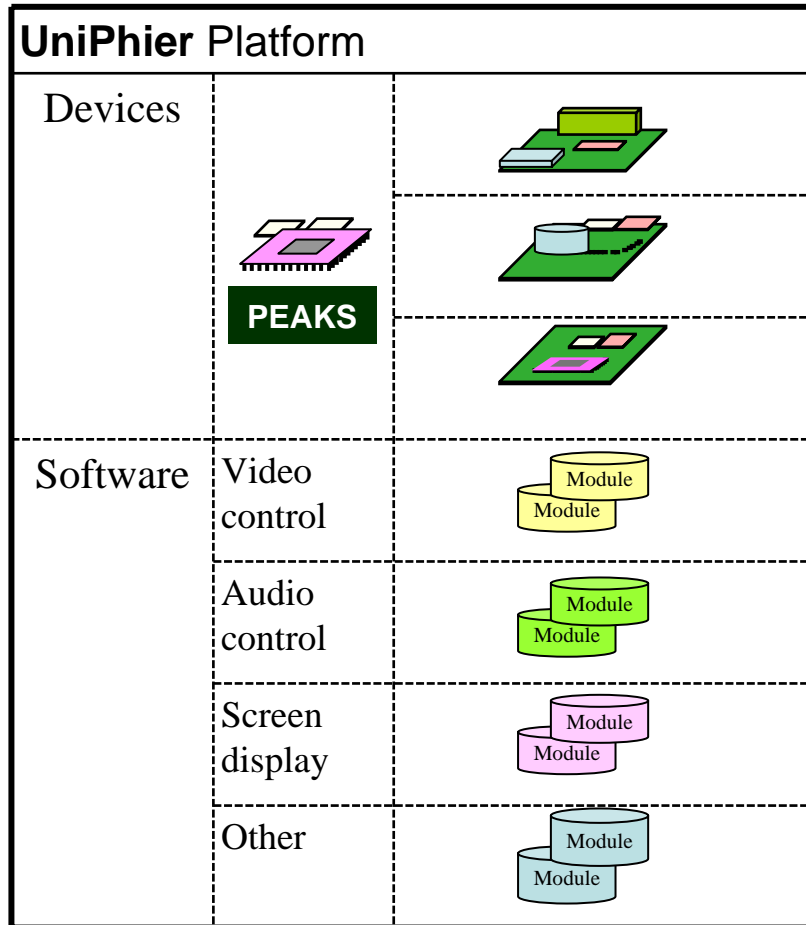 UniPhier Platform
Devices
PEAKS
Software
Video
control
Module
Module
Audio
control
Module
Module
Screen
display
Module
Module
Other
Module
Module